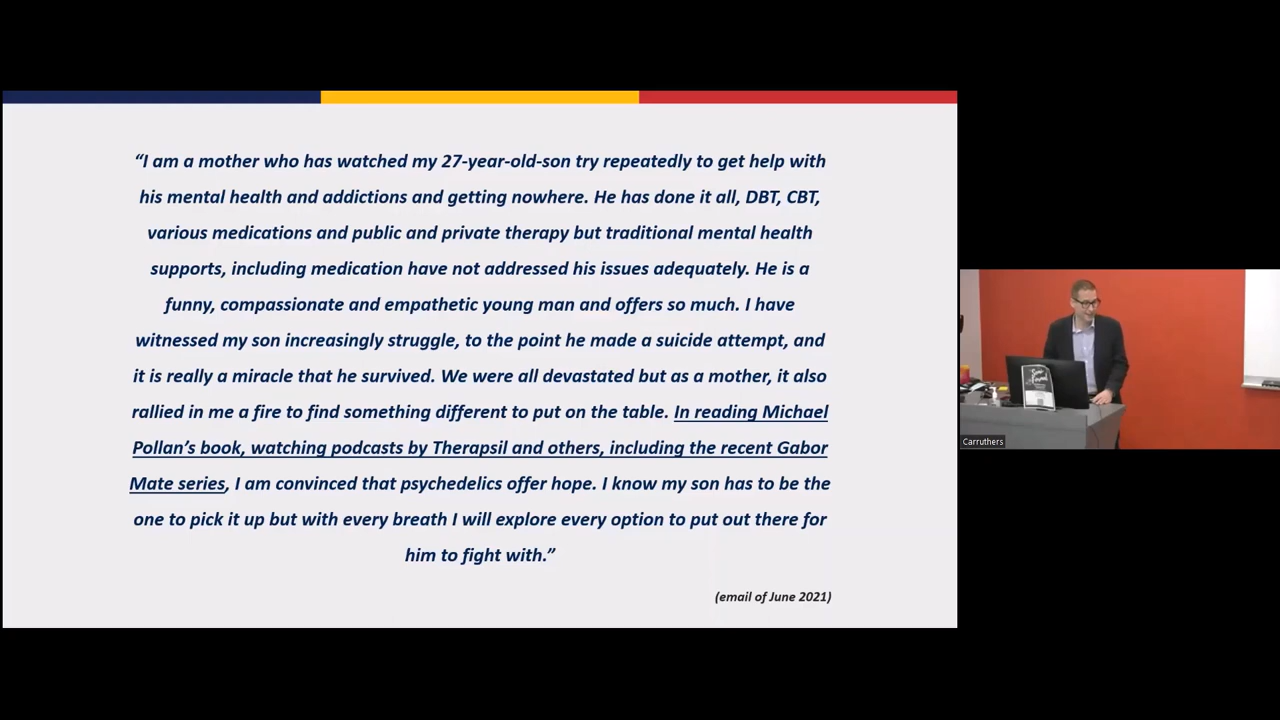 “I am a mother who has watched my 27-year-old-son try repeatedly to get help with
his mental health and addictions and getting nowhere. He has done it all, DBT, CBT,
various medications and public and private therapy but traditional mental health
supports, including medication have not addressed his issues adequately. He is a
funny, compassionate and empathetic young man and offers so much. I have
witnessed my son increasingly struggle, to the point he made a suicide attempt, and
it is really a miracle that he survived. We were all devastated but as a mother, it also
rallied in me a fire to find something different to put on the table. In reading Michael
Pollan’s book, watching podcasts by Therapsil and others, including the recent Gabor
Mate series, I am convinced that psychedelics offer hope. I know my son has to be the
one to pick it up but with every breath I will explore every option to put out there for
him to fight with.”
(email of June 2021)
Carruthers